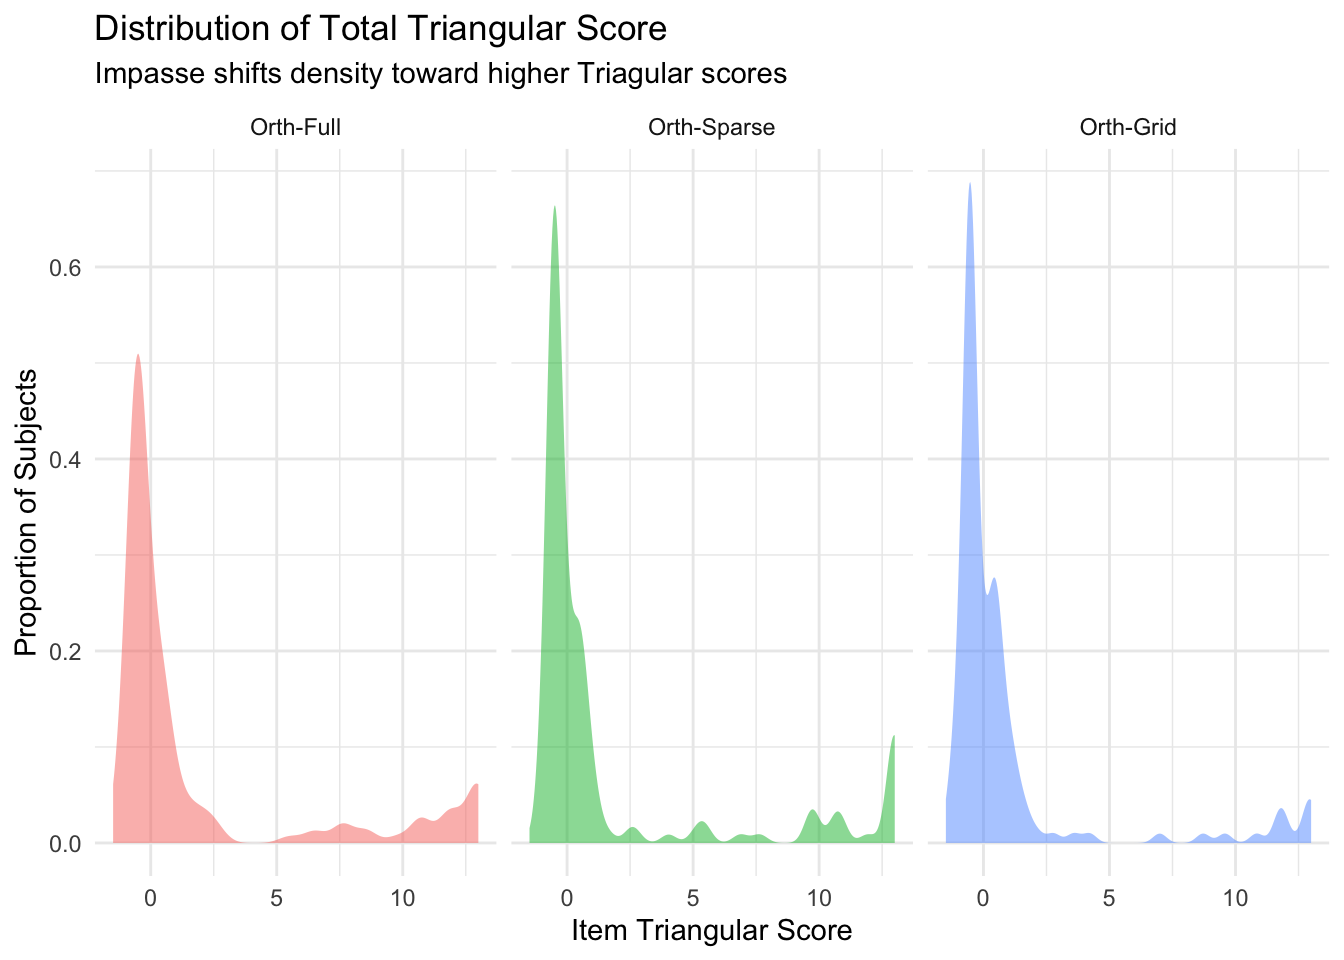 Distribution of Total Triangular Score
Impasse shifts density toward higher Triagular scores
Orth-Full Orth-Sparse Orth-Grid
Proportion of Subjects
0.6
0.4
0.2
0.0
0 5 10 0 5 10 0 5 10
Item Triangular Score